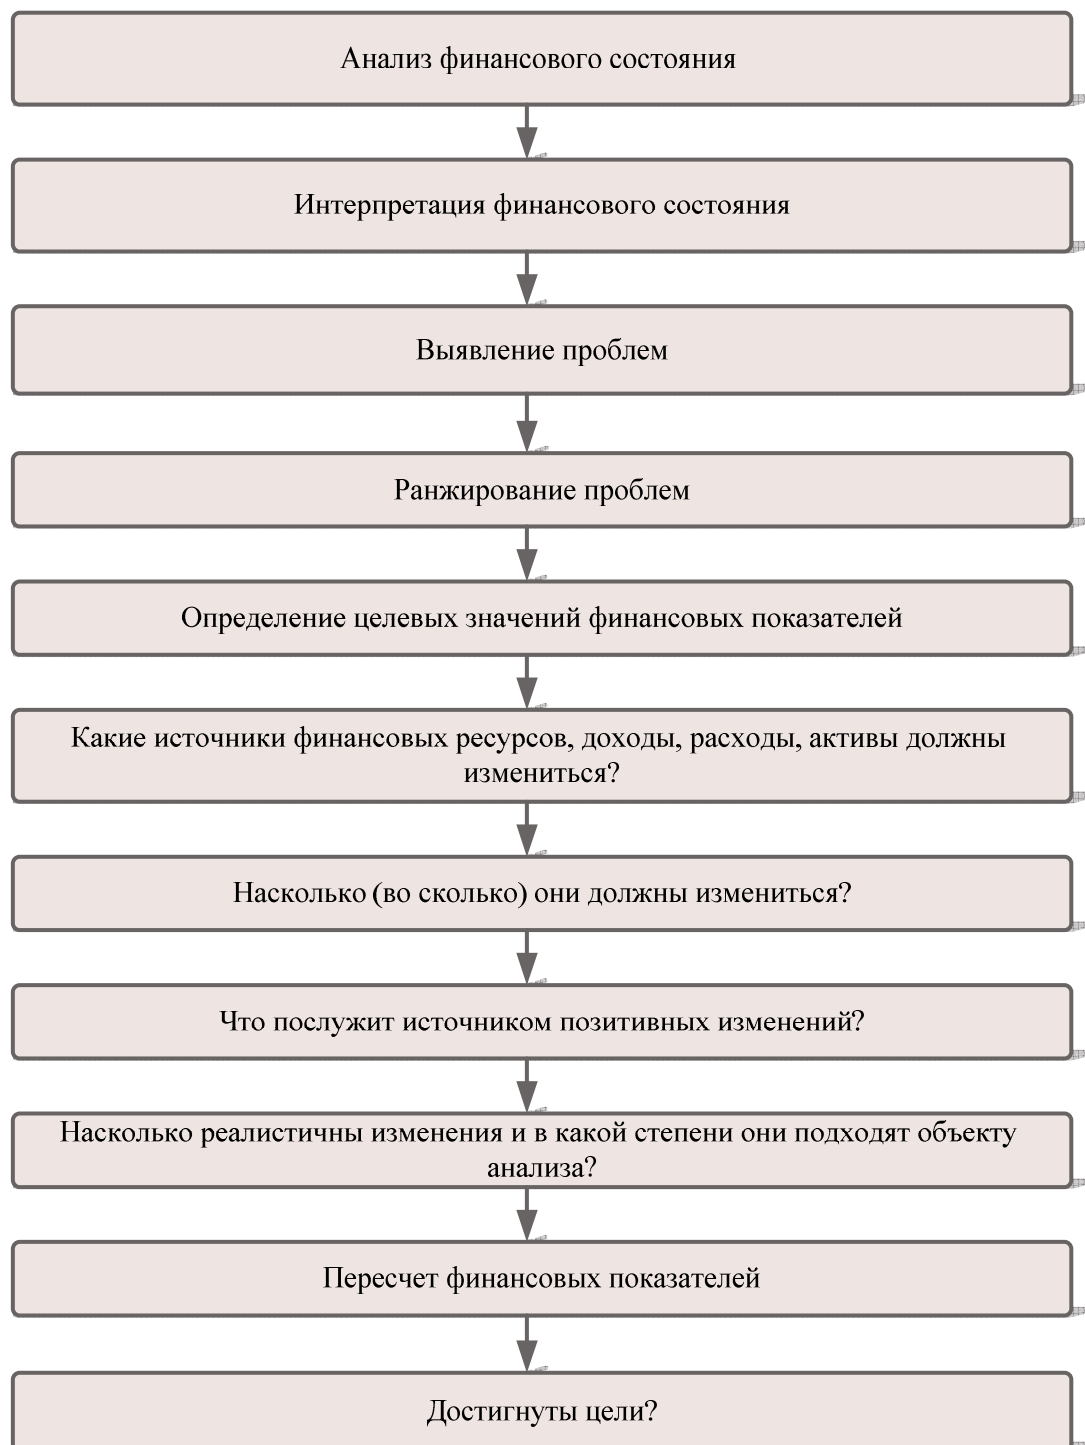 Анализ финансового состояния
Интерпретация финансового состояния
Выявление проблем
Ранжирование проблем
Определение целевых значений финансовых показателей
Какие источники финансовых ресурсов, доходы, расходы, активы должны
измениться?
Насколько (во сколько) они должны измениться?
Что послужит источником позитивных изменений?
Насколько реалистичны изменения и в какой степени они подходят объекту
анализа?
Пересчет финансовых показателей
Достигнуты цели?